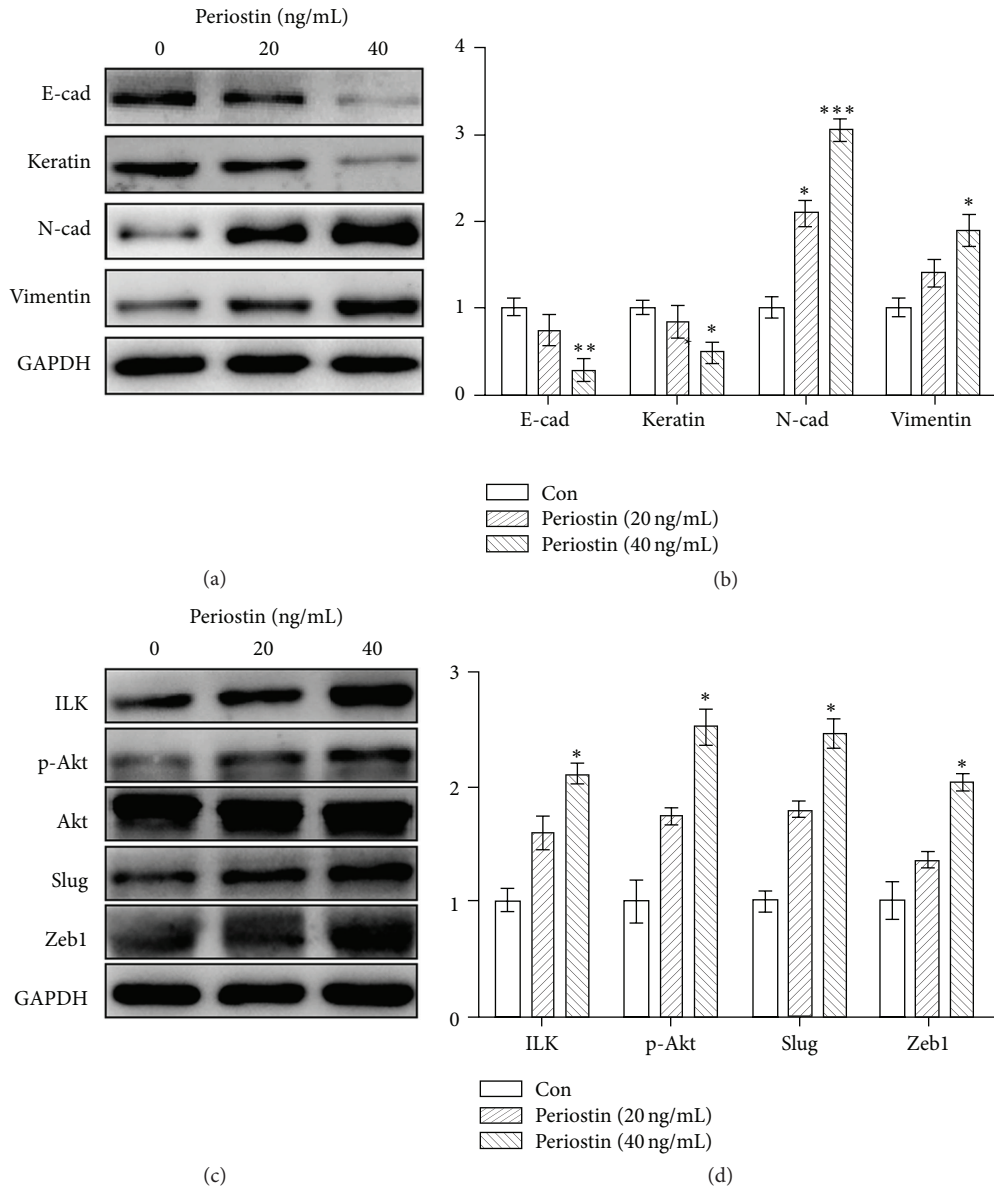 Periostin (ng/mL)
0 20 40
E-cad
Keratin
N-cad
Vimentin
GAPDH
(a)
4
3
2
1
0
***
*
*
**
*
E-cad Keratin N-cad Vimentin
Con
Periostin (20 ng/mL)
Periostin (40 ng/mL)
(b)
Periostin (ng/mL)
0 20 40
ILK
p-Akt
Akt
Slug
Zeb1
GAPDH
(c)
3
2
1
0
*
*
*
*
ILK p-Akt Slug Zeb1
Con
Periostin (20 ng/mL)
Periostin (40 ng/mL)
(d)